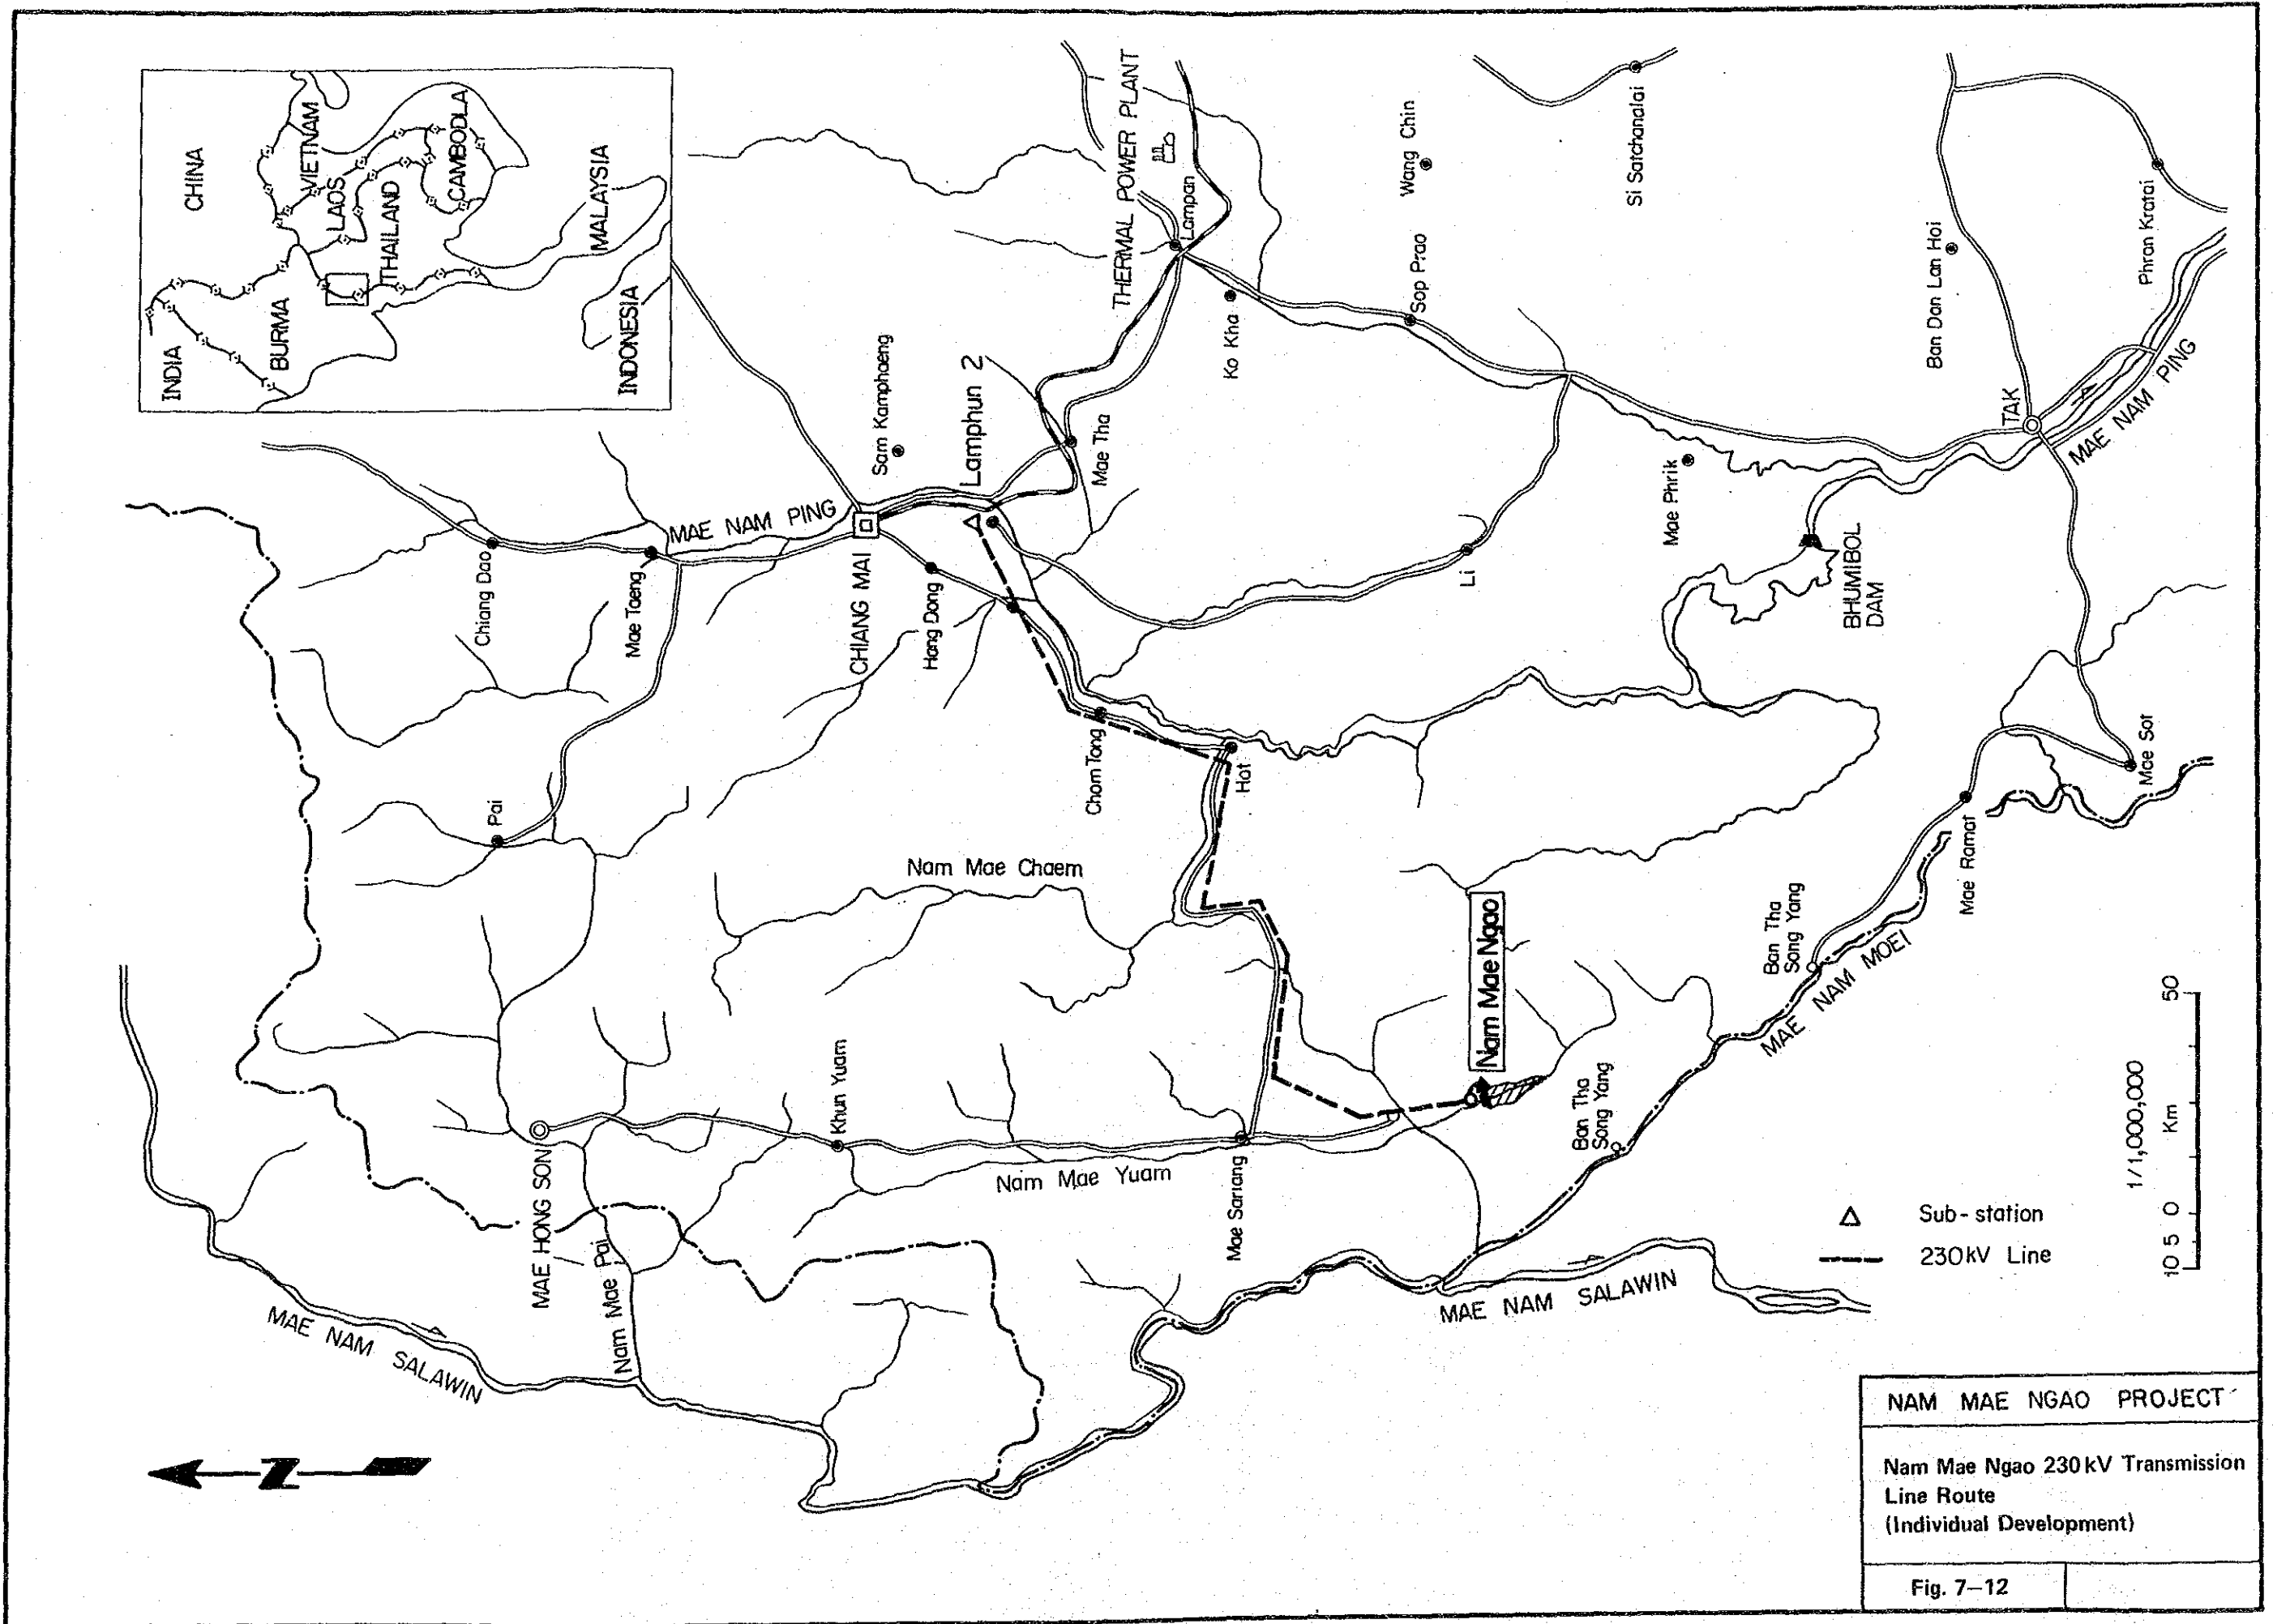 CHINA
INDIA
BURMA
VIETNAM
LAOS
THAILAND
CAMBODLA
MALAYSIA
INDONESIA
THERMAL POWER PLANT
Lampan
Wang Chin
Si Satchanalai
Ko Kha
Sop Prao
Ban Dan Lan Hoi
Phran Kratai
TAK
MAE NAM PING
Sam Kamphaeng
Lamphun 2
Mae Tha
MAE NAM PING
CHIANG MAI
Chiang Dao
Mae Taeng
Hang Dong
Li
Mae Phrik
BHUMIBOL
DAM
Chom Tong
Hot
Pai
Nam Mae Chaem
Mae Sot
Mae Ramat
Ban Tha
Song Yang
MAE NAM MOEI
Nam Mae Ngao
Ban Tha
Song Yang
Khun Yuam
MAE HONG SON
Nam Mae Pai
Nam Mae Yuam
Mae Sariang
MAE NAM SALAWIN
MAE NAM SALAWIN
N
1/1,000,000
10 5 0 Km 50
Sub-station
230kV Line
NAM MAE NGAO PROJECT
Nam Mae Ngao 230kV Transmission
Line Route
(Individual Development)
Fig. 7-12